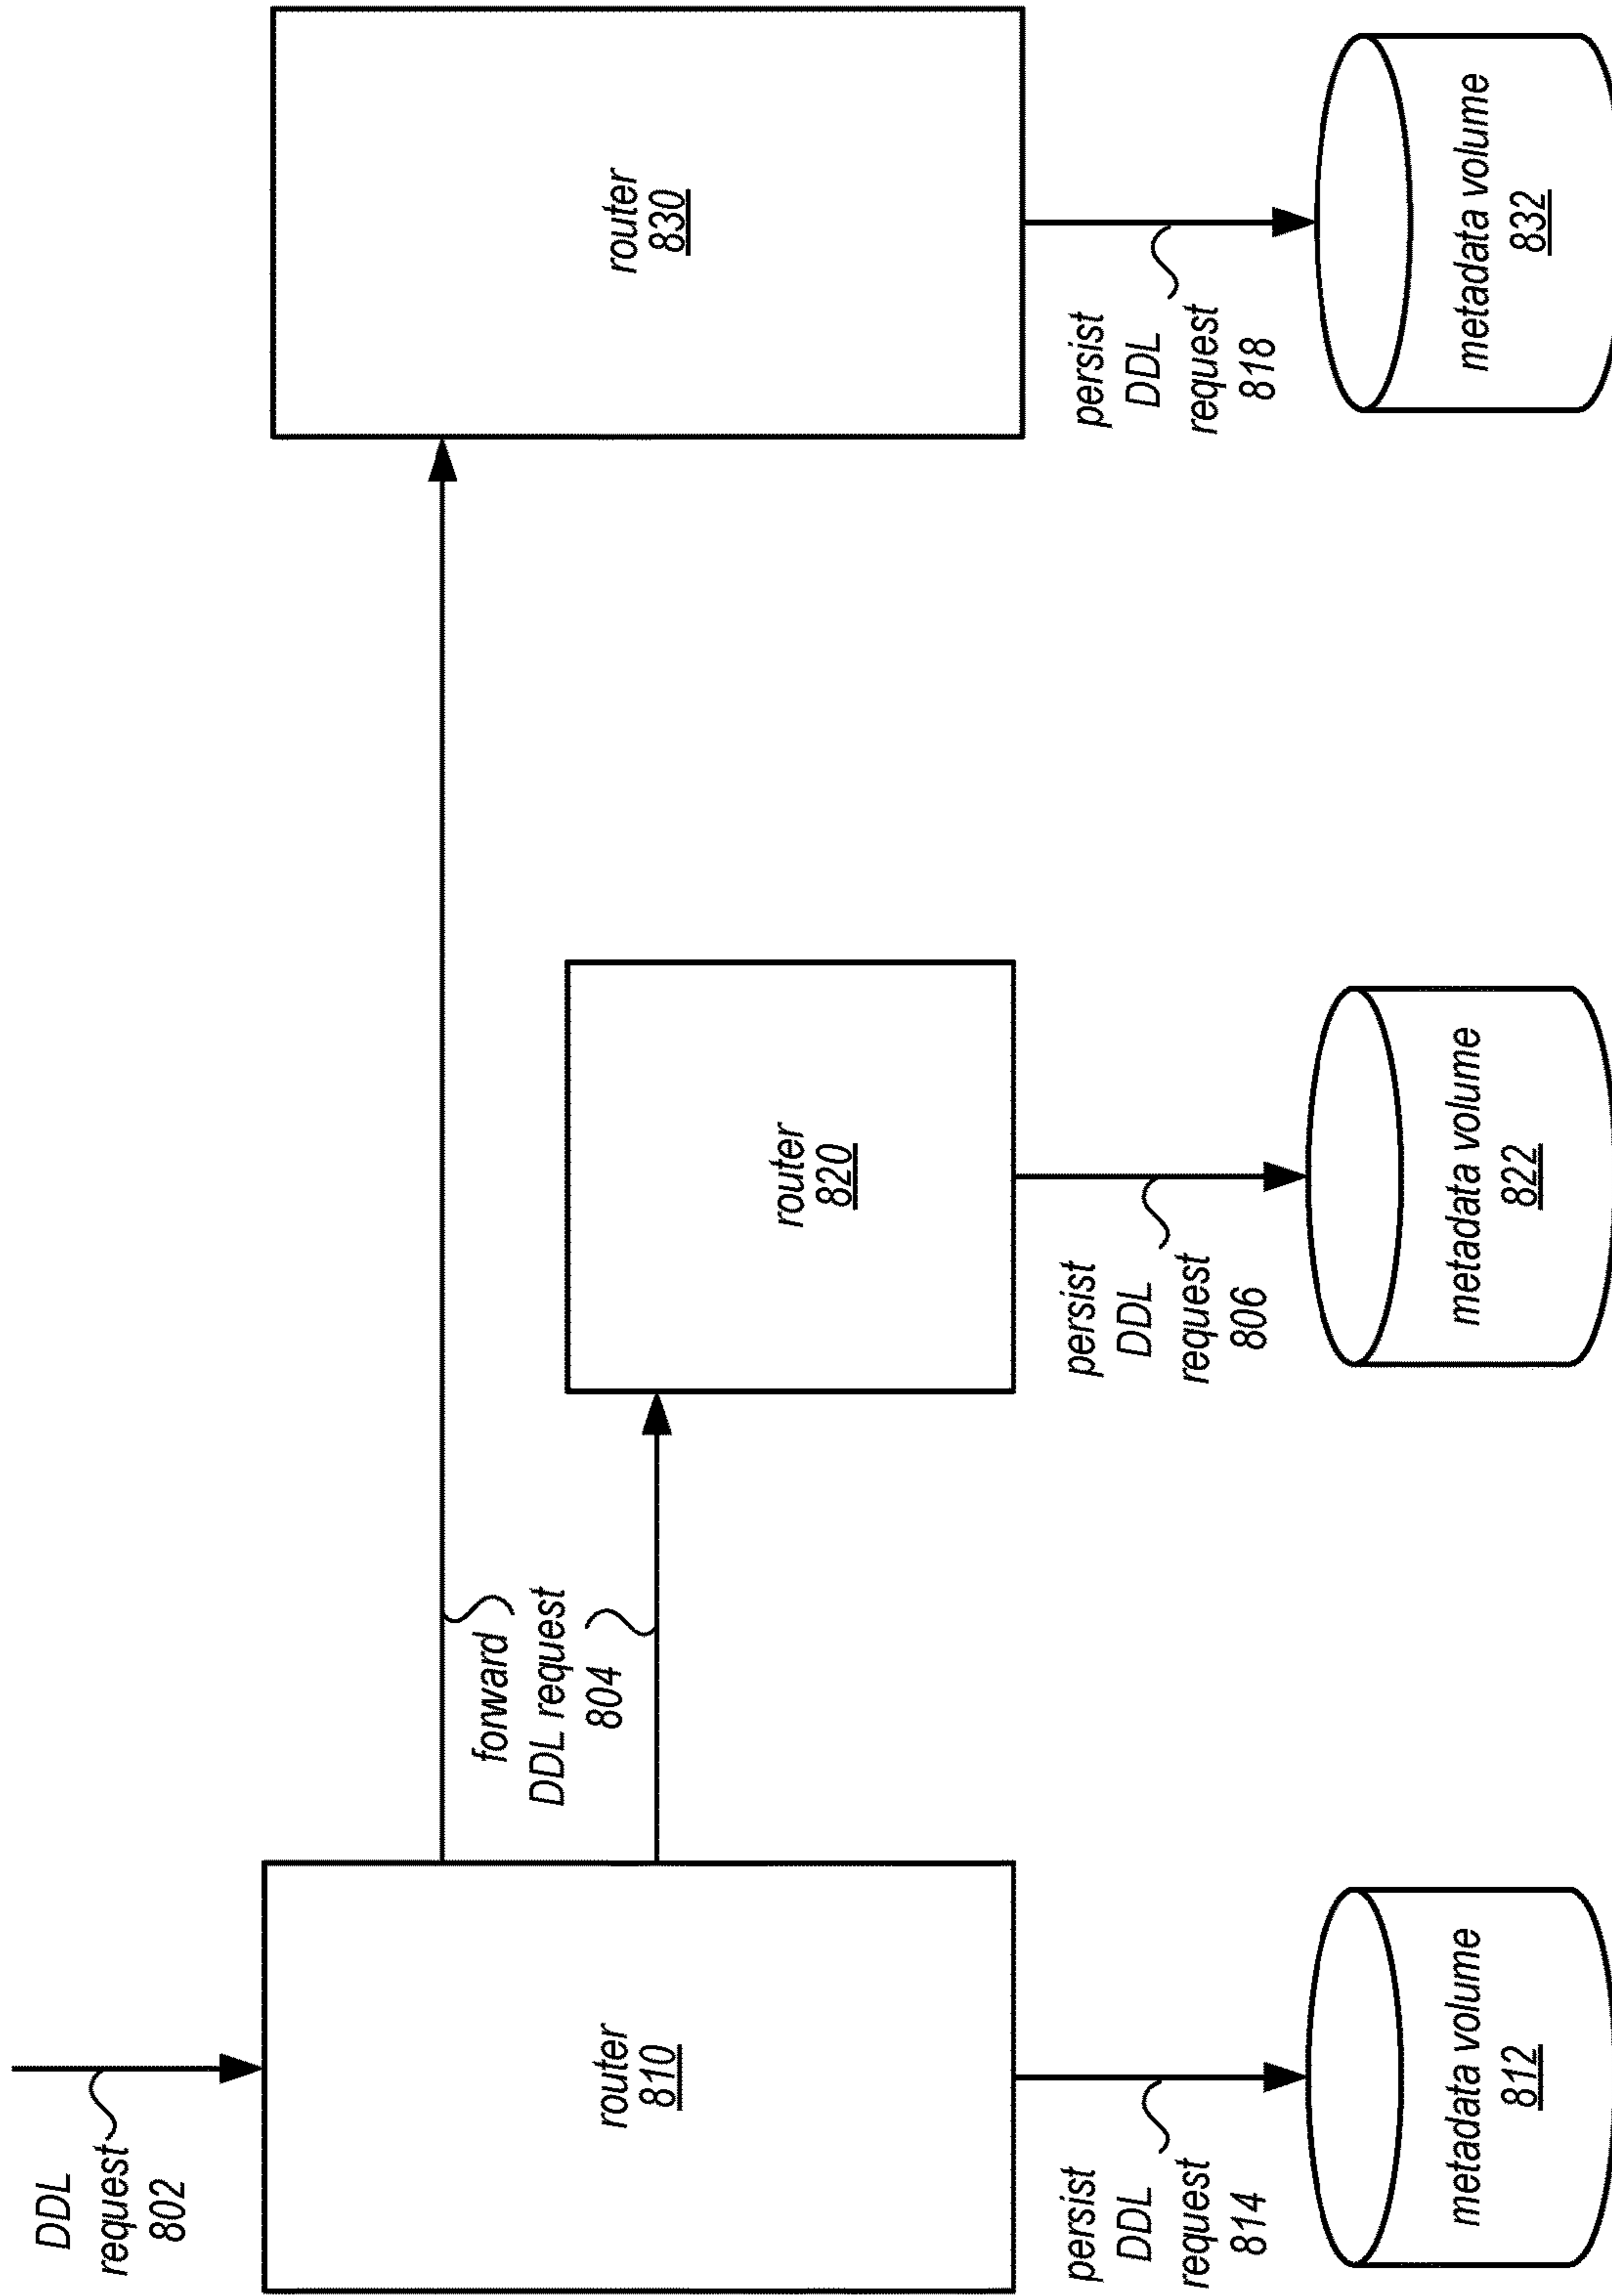 DDL
request
802
router
810
forward
DDL request
804
router
820
router
830
persist
DDL
request
814
persist
DDL
request
806
persist
DDL
request
818
metadata volume
812
metadata volume
822
metadata volume
832